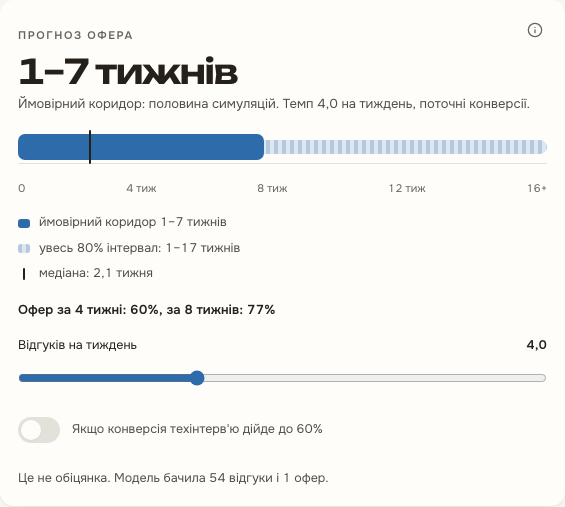 ПРОГНОЗ ОФЕРА
1–7 тижнів
Ймовірний коридор: половина симуляцій. Темп 4,0 на тиждень, поточні конверсії.
0 4 тиж 8 тиж 12 тиж 16+
ймовірний коридор 1–7 тижнів
увесь 80% інтервал: 1–17 тижнів
медіана: 2,1 тижня
Офер за 4 тижні: 60%, за 8 тижнів: 77%
Відгуків на тиждень 4,0
Якщо конверсія техінтерв'ю дійде до 60%
Це не обіцянка. Модель бачила 54 відгуки і 1 офер.